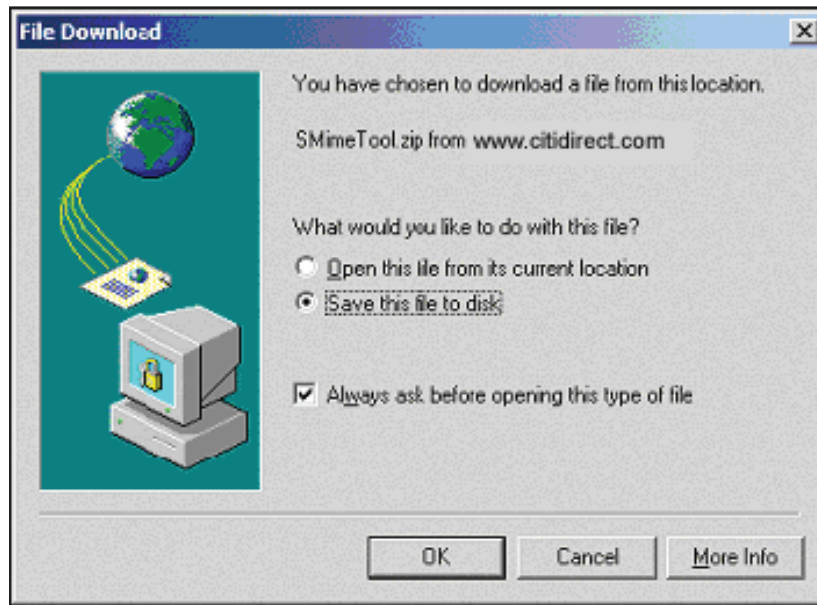 File Download
You have chosen to download a file from this location.
SMimeTool.zip from www.citidirect.com
What would you like to do with this file?
Open this file from its current location
Save this file to disk
Always ask before opening this type of file
OK Cancel More Info